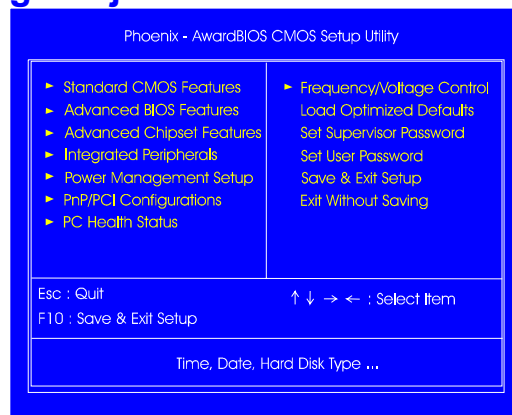 Phoenix - AwardBIOS CMOS Setup Utility
► Standard CMOS Features
► Advanced BIOS Features
► Advanced Chipset Features
► Integrated Peripherals
► Power Management Setup
► PnP/PCI Configurations
► PC Health Status
► Frequency/Voltage Control
Load Optimized Defaults
Set Supervisor Password
Set User Password
Save & Exit Setup
Exit Without Saving
Esc : Quit
F10 : Save & Exit Setup
↑ ↓ → ← : Select Item
Time, Date, Hard Disk Type ...